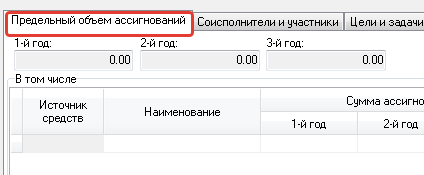 Предельный объем ассигнований Соисполнители и участники Цели и задачи
1-й год: 2-й год: 3-й год:
0.00 0.00 0.00
В том числе
Источник средств Наименование Сумма ассигно
1-й год 2-й год